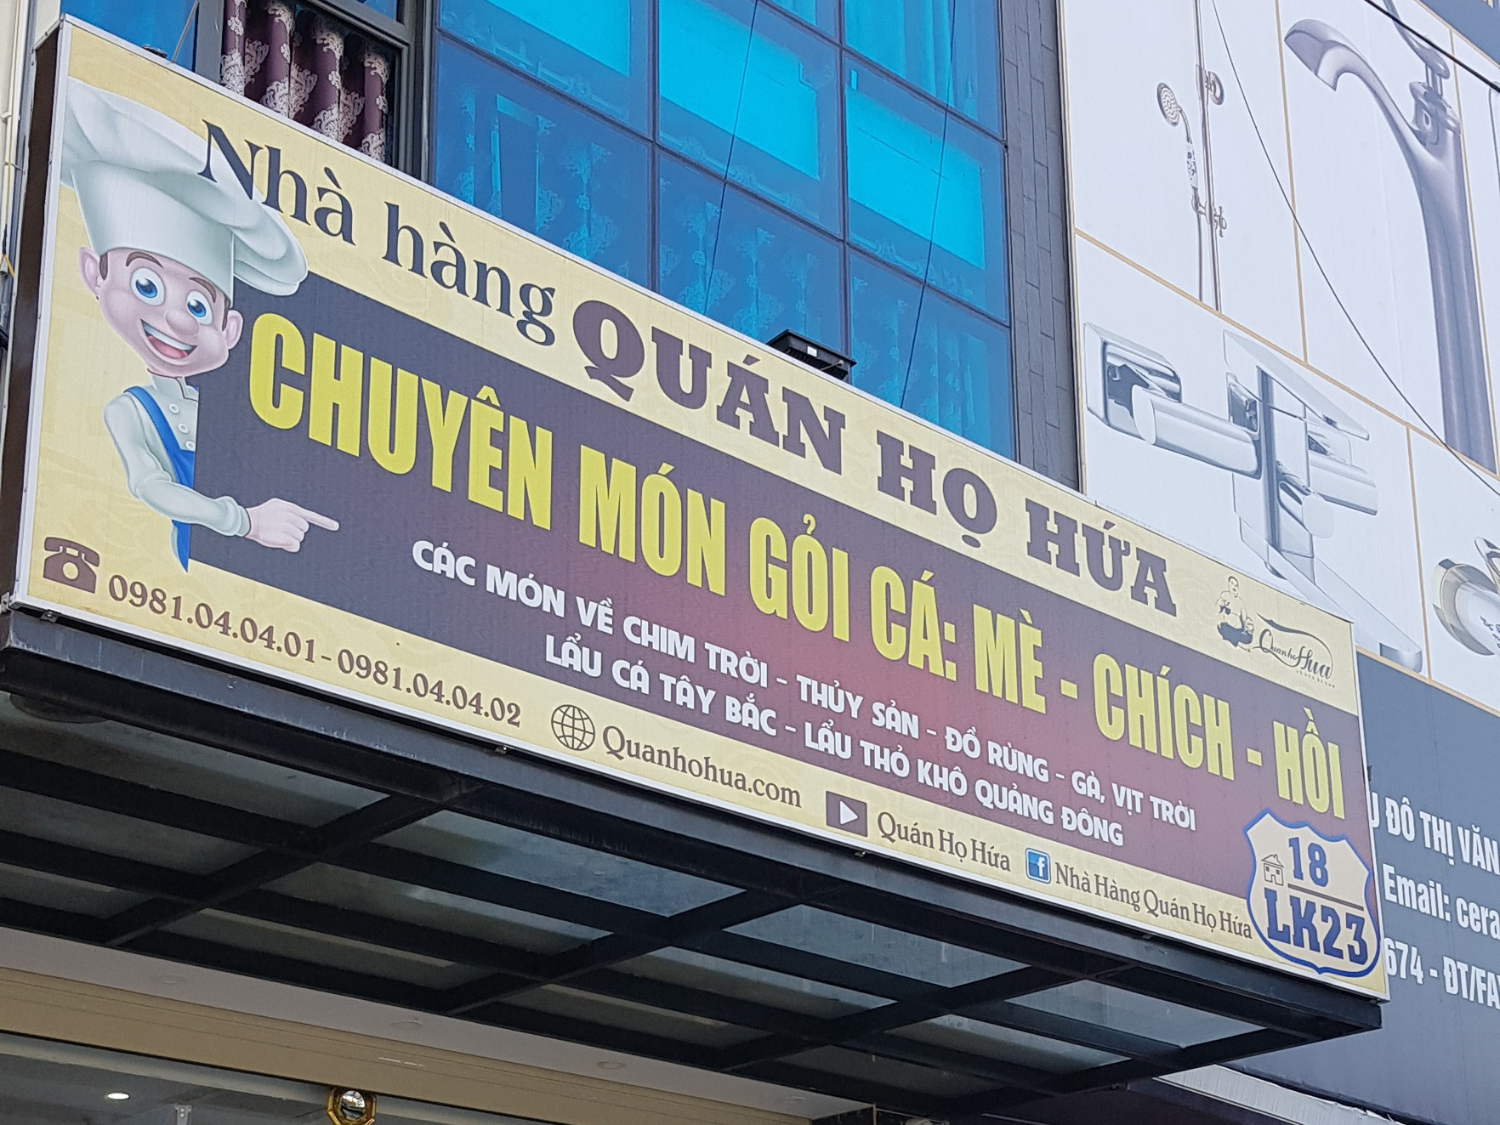 Nhà hàng QUÁN HỌ HỨA
CHUYÊN MÓN GỎI CÁ: MÈ - CHÍCH - HỒI
CÁC MÓN VỀ CHIM TRỜI - THỦY SẢN - ĐỒ RỪNG - GÀ, VỊT TRỜI
LẨU CÁ TÂY BẮC - LẨU THỎ KHÔ QUẢNG ĐÔNG
0981.04.04.01 - 0981.04.04.02
Quanhohua.com
Quán Họ Hứa
Nhà Hàng Quán Họ Hứa
18
LK23
Quanho Hua
ĐÔ THỊ VĂN
Email: cera
674 - ĐT/FA